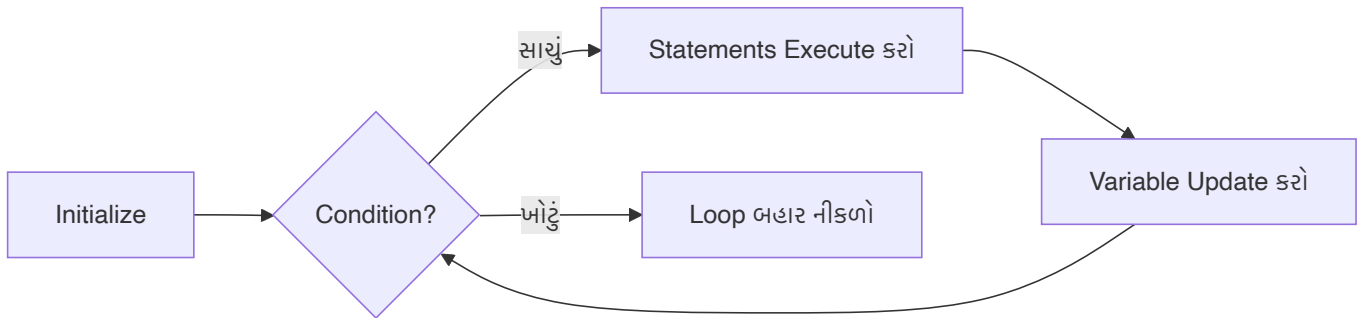 Initialize
Condition?
સાચું
Statements Execute કરો
Variable Update કરો
ખોટું
Loop બહાર નીકળો